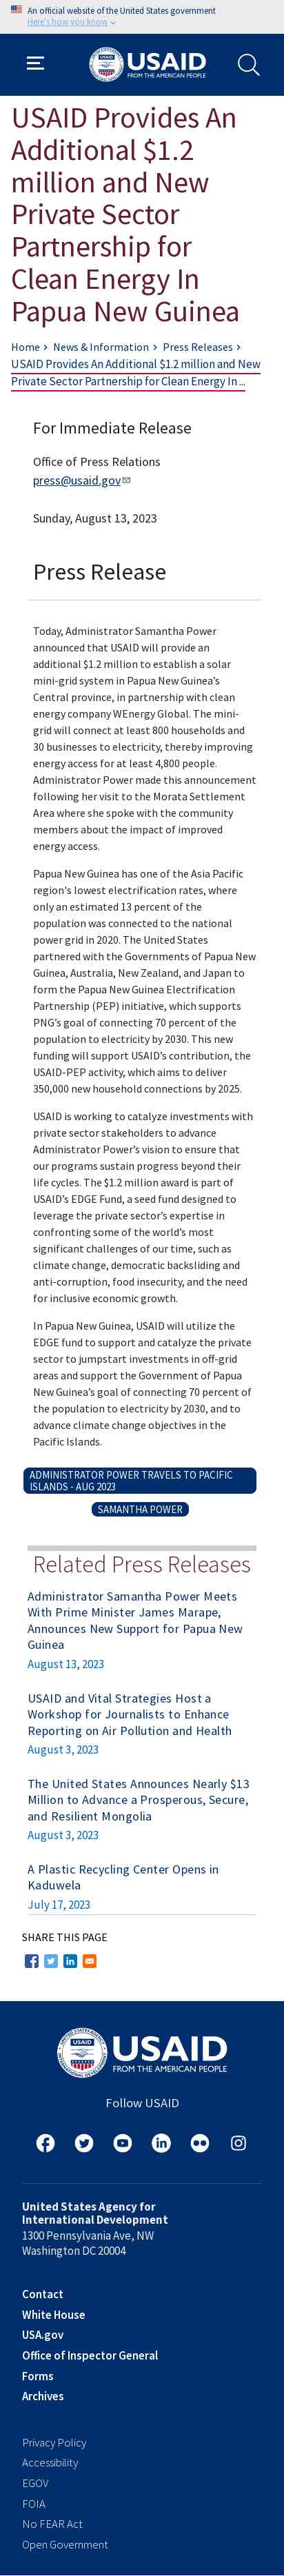 An official website of the United States government
Here's how you know
USAID
FROM THE AMERICAN PEOPLE
USAID Provides An
Additional $1.2
million and New
Private Sector
Partnership for
Clean Energy In
Papua New Guinea
Home > News & Information > Press Releases >
USAID Provides An Additional $1.2 million and New
Private Sector Partnership for Clean Energy In ...
For Immediate Release
Office of Press Relations
press@usaid.gov
Sunday, August 13, 2023
Press Release
Today, Administrator Samantha Power
announced that USAID will provide an
additional $1.2 million to establish a solar
mini-grid system in Papua New Guinea's
Central province, in partnership with clean
energy company WEnergy Global. The mini-
grid will connect at least 800 households and
30 businesses to electricity, thereby improving
energy access for at least 4,800 people.
Administrator Power made this announcement
following her visit to the Morata Settlement
Area where she spoke with the community
members about the impact of improved
energy access.
Papua New Guinea has one of the Asia Pacific
region's lowest electrification rates, where
only an estimated 13 percent of the
population was connected to the national
power grid in 2020. The United States
partnered with the Governments of Papua New
Guinea, Australia, New Zealand, and Japan to
form the Papua New Guinea Electrification
Partnership (PEP) initiative, which supports
PNG's goal of connecting 70 percent of the
population to electricity by 2030. This new
funding will support USAID's contribution, the
USAID-PEP activity, which aims to deliver
350,000 new household connections by 2025.
USAID is working to catalyze investments with
private sector stakeholders to advance
Administrator Power's vision to ensure that
our programs sustain progress beyond their
life cycles. The $1.2 million award is part of
USAID's EDGE Fund, a seed fund designed to
leverage the private sector's expertise in
confronting some of the world's most
significant challenges of our time, such as
climate change, democratic backsliding and
anti-corruption, food insecurity, and the need
for inclusive economic growth.
In Papua New Guinea, USAID will utilize the
EDGE fund to support and catalyze the private
sector to jumpstart investments in off-grid
areas and support the Government of Papua
New Guinea's goal of connecting 70 percent of
the population to electricity by 2030, and to
advance climate change objectives in the
Pacific Islands.
ADMINISTRATOR POWER TRAVELS TO PACIFIC
ISLANDS - AUG 2023
SAMANTHA POWER
Related Press Releases
Administrator Samantha Power Meets
With Prime Minister James Marape,
Announces New Support for Papua New
Guinea
August 13, 2023
USAID and Vital Strategies Host a
Workshop for Journalists to Enhance
Reporting on Air Pollution and Health
August 3, 2023
The United States Announces Nearly $13
Million to Advance a Prosperous, Secure,
and Resilient Mongolia
August 3, 2023
A Plastic Recycling Center Opens in
Kaduwela
July 17, 2023
SHARE THIS PAGE
USAID
FROM THE AMERICAN PEOPLE
Follow USAID
United States Agency for
International Development
1300 Pennsylvania Ave, NW
Washington DC 20004
Contact
White House
USA.gov
Office of Inspector General
Forms
Archives
Privacy Policy
Accessibility
EGOV
FOIA
No FEAR Act
Open Government